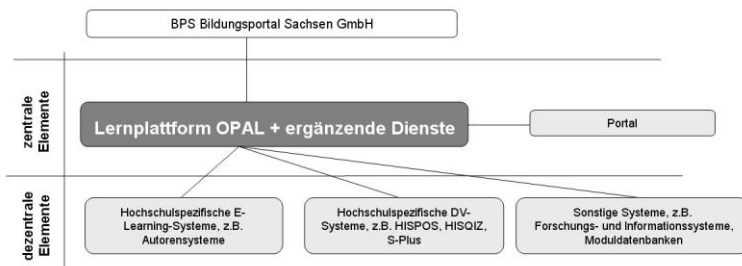 BPS Bildungsportal Sachsen GmbH
zentrale
Elemente
Lernplattform OPAL + ergänzende Dienste
Portal
dezentrale
Elemente
Hochschulspezifische E-
Learning-Systeme, z.B.
Autorensysteme
Hochschulspezifische DV-
Systeme, z.B. HISPOS, HISQIZ,
S-Plus
Sonstige Systeme, z.B.
Forschungs- und Informationssysteme,
Moduldatenbanken